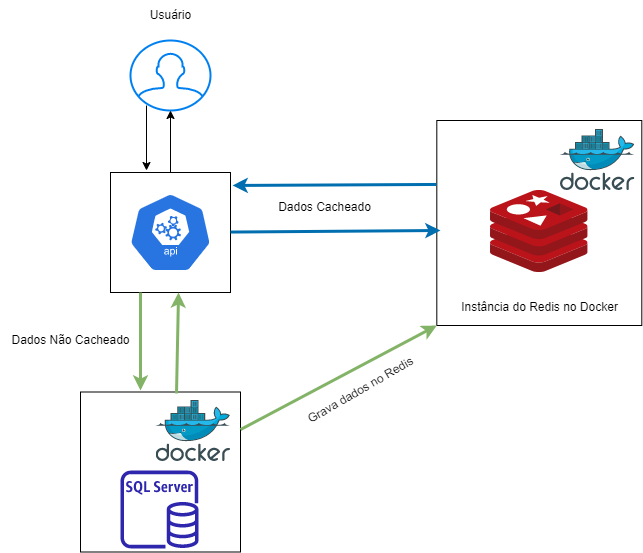 Usuário
docker
Dados Cacheado
api
Instância do Redis no Docker
Dados Não Cacheado
Grava dados no Redis
docker
SQL Server